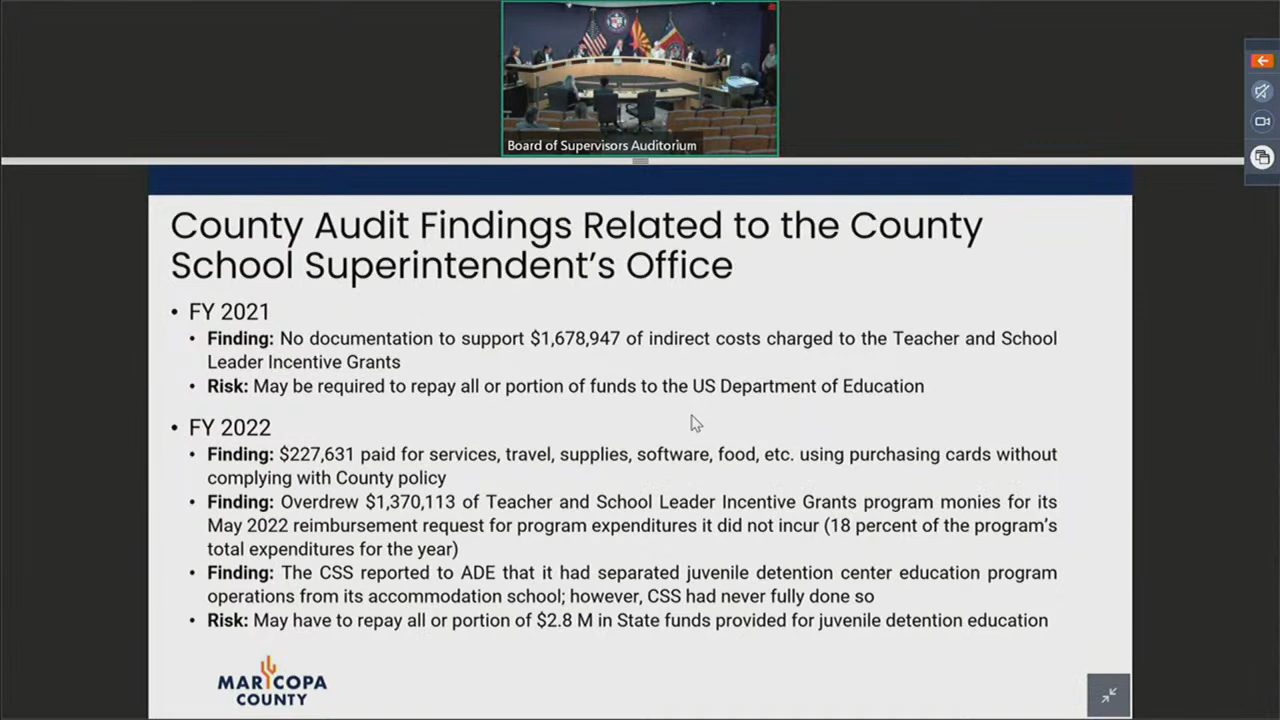 Board of Supervisors Auditorium
County Audit Findings Related to the County
School Superintendent's Office
• FY 2021
• Finding: No documentation to support $1,678,947 of indirect costs charged to the Teacher and School
Leader Incentive Grants
• Risk: May be required to repay all or portion of funds to the US Department of Education
• FY 2022
• Finding: $227,631 paid for services, travel, supplies, software, food, etc. using purchasing cards without
complying with County policy
• Finding: Overdrew $1,370,113 of Teacher and School Leader Incentive Grants program monies for its
May 2022 reimbursement request for program expenditures it did not incur (18 percent of the program's
total expenditures for the year)
• Finding: The CSS reported to ADE that it had separated juvenile detention center education program
operations from its accommodation school; however, CSS had never fully done so
• Risk: May have to repay all or portion of $2.8 M in State funds provided for juvenile detention education
MARICOPA
COUNTY